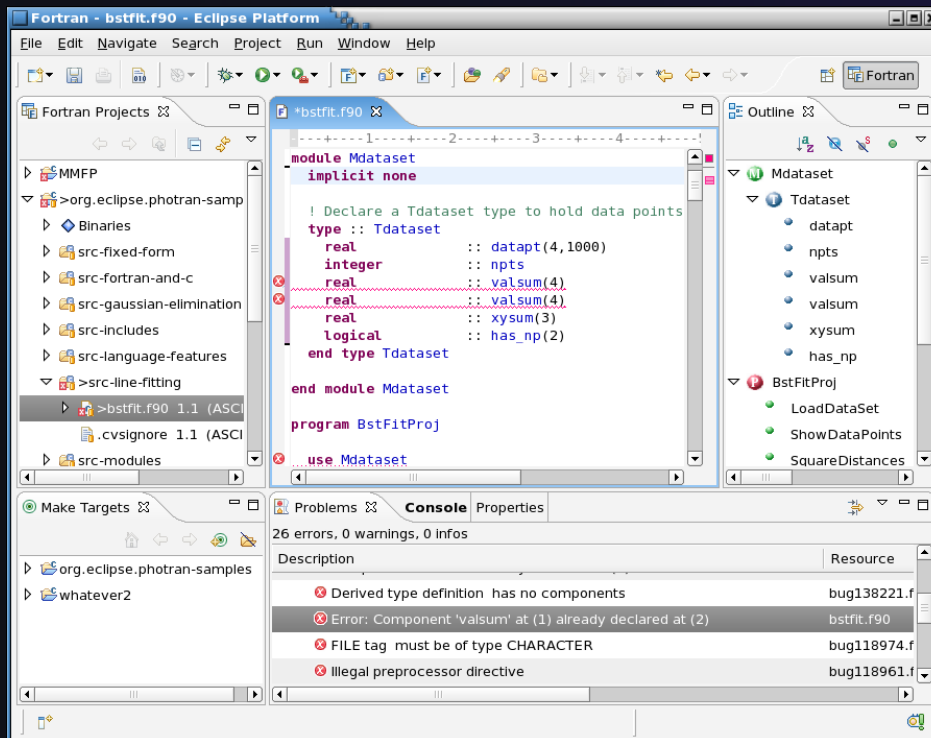 Fortran - bstfit.f90 - Eclipse Platform
File Edit Navigate Search Project Run Window Help
010
Fortran
Fortran Projects
MMFP
>org.eclipse.photran-samp
Binaries
src-fixed-form
src-fortran-and-c
src-gaussian-elimination
src-includes
src-language-features
>src-line-fitting
>bstfit.f90 1.1 (ASCI
.cvsignore 1.1 (ASCI
src-modules
*bstfit.f90
----+----1----+----2----+----3----+----4----+----
module Mdataset
implicit none
! Declare a Tdataset type to hold data points
type :: Tdataset
real :: datapt(4,1000)
integer :: npts
real :: valsum(4)
real :: valsum(4)
real :: xysum(3)
logical :: has_np(2)
end type Tdataset
end module Mdataset
program BstFitProj
use Mdataset
Outline
Mdataset
Tdataset
datapt
npts
valsum
valsum
xysum
has_np
BstFitProj
LoadDataSet
ShowDataPoints
SquareDistances
Make Targets
org.eclipse.photran-samples
whatever2
Problems Console Properties
26 errors, 0 warnings, 0 infos
Description Resource
Derived type definition has no components bug138221.f
Error: Component 'valsum' at (1) already declared at (2) bstfit.f90
FILE tag must be of type CHARACTER bug118974.f
Illegal preprocessor directive bug118961.f